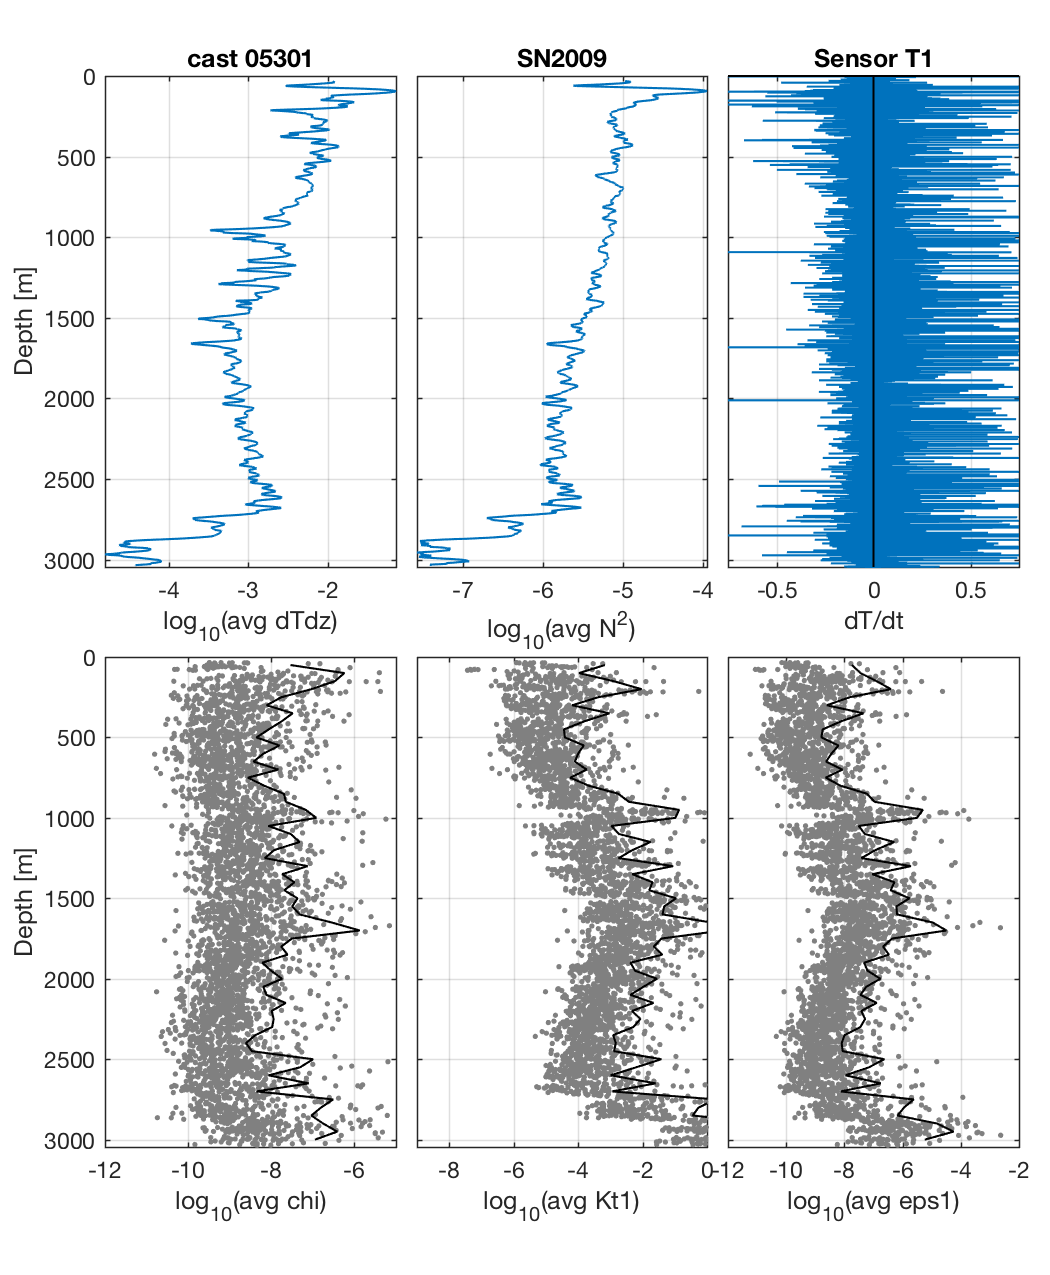 cast 05301
SN2009
Sensor T1
0
500
1000
1500
2000
2500
3000
Depth [m]
-4 -3 -2
log10(avg dTdz)
-7 -6 -5 -4
log10(avg N2)
-0.5 0 0.5
dT/dt
0
500
1000
1500
2000
2500
3000
Depth [m]
-12 -10 -8 -6
log10(avg chi)
-8 -6 -4 -2 0
log10(avg Kt1)
-12 -10 -8 -6 -4 -2
log10(avg eps1)